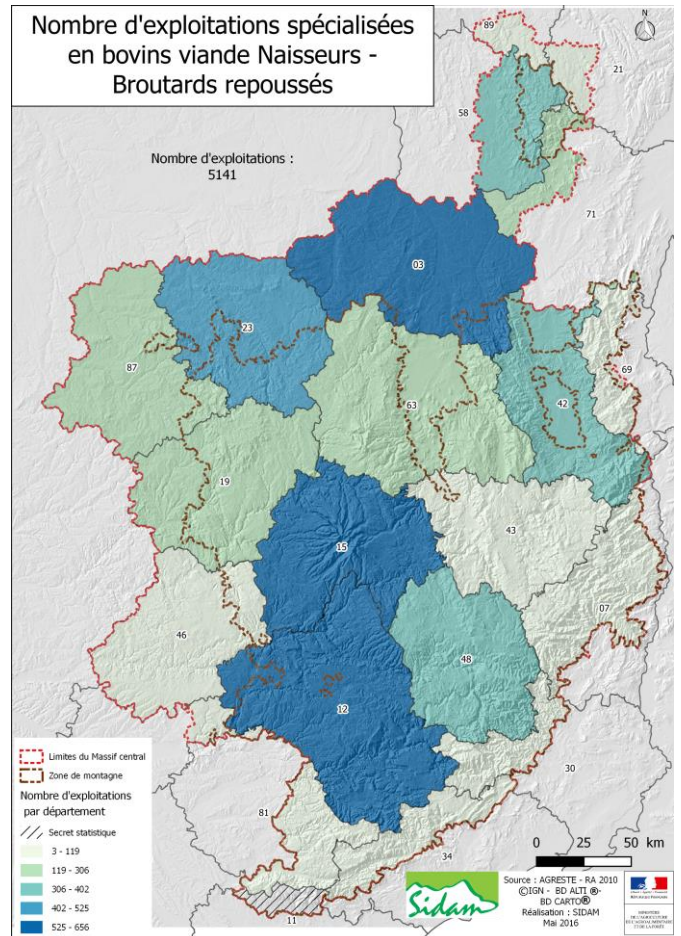 Nombre d'exploitations spécialisées
en bovins viande Naisseurs -
Broutards repoussés
N
89
21
58
Nombre d'exploitations :
5141
71
03
23
87
69
63
42
19
43
15
07
46
48
12
30
81
34
11
Limites du Massif central
Zone de montagne
Nombre d'exploitations
par département
Secret statistique
3 - 119
119 - 306
306 - 402
402 - 525
525 - 656
0 25 50 km
Sidam
Source : AGRESTE - RA 2010
©IGN - BD ALTI ®-
BD CARTO®
Réalisation : SIDAM
Mai 2016